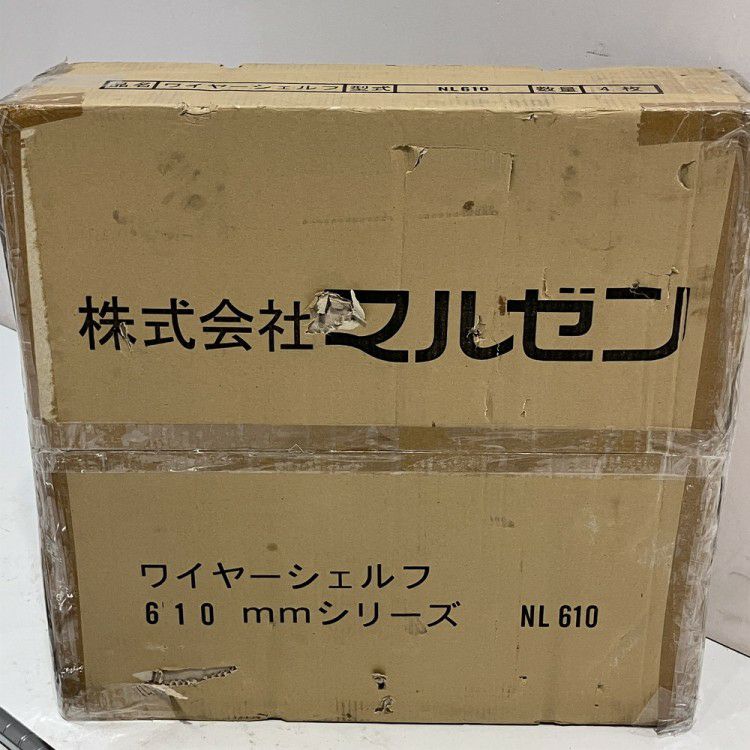 品名 ワイヤーシェルフ 型式 NL610 数量 4枚
株式会社マルゼン
ワイヤーシェルフ
610 mmシリーズ NL610